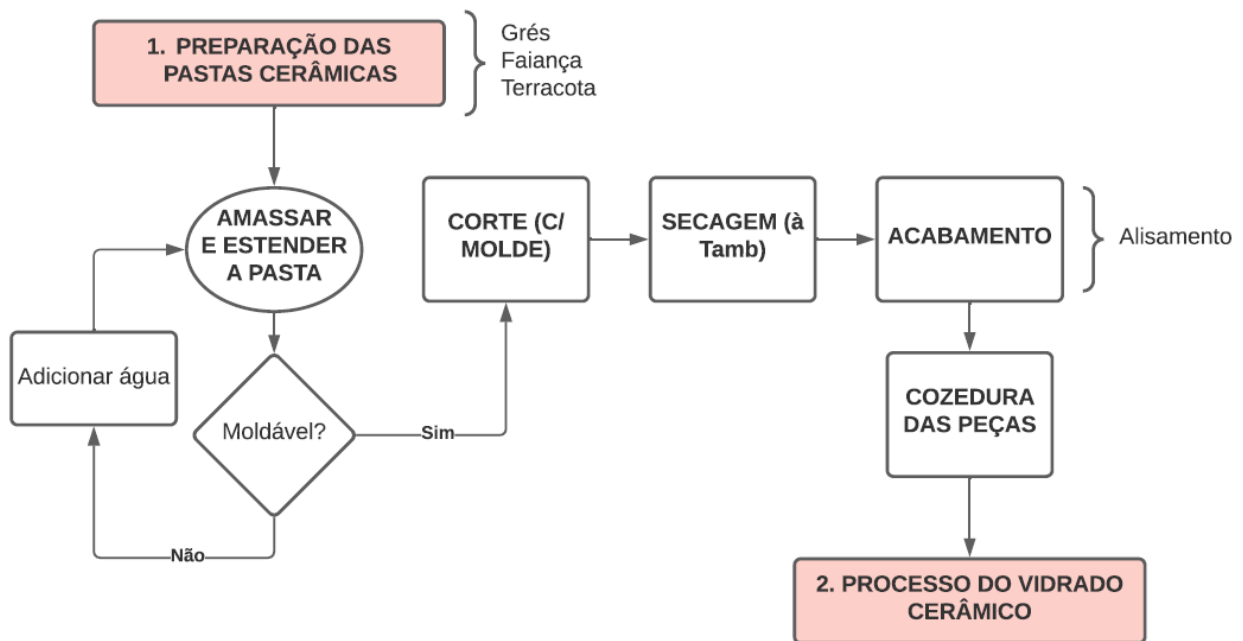 1. PREPARAÇÃO DAS
PASTAS CERÂMICAS
Grés
Faiança
Terracota
AMASSAR
E ESTENDER
A PASTA
Adicionar água
Moldável?
Não
Sim
CORTE (C/
MOLDE)
SECAGEM (à
Tamb)
ACABAMENTO
Alisamento
COZEDURA
DAS PEÇAS
2. PROCESSO DO VIDRADO
CERÂMICO